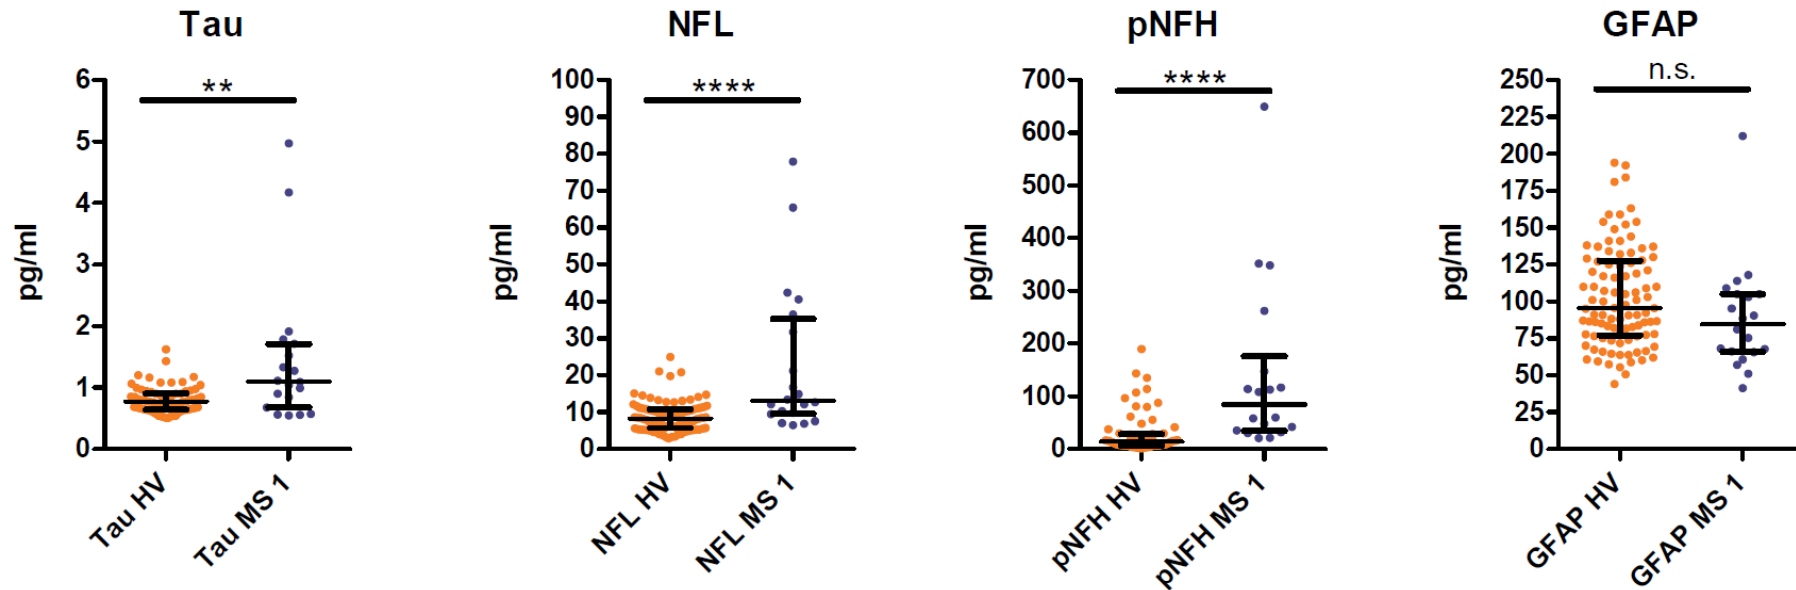 Tau
**
6
5
4
3
2
1
0
pg/ml
Tau HV
Tau MS 1
NFL
****
100
90
80
70
60
50
40
30
20
10
0
pg/ml
NFL HV
NFL MS 1
pNFH
****
700
600
500
400
300
200
100
0
pg/ml
pNFH HV
pNFH MS 1
GFAP
n.s.
250
225
200
175
150
125
100
75
50
25
0
pg/ml
GFAP HV
GFAP MS 1